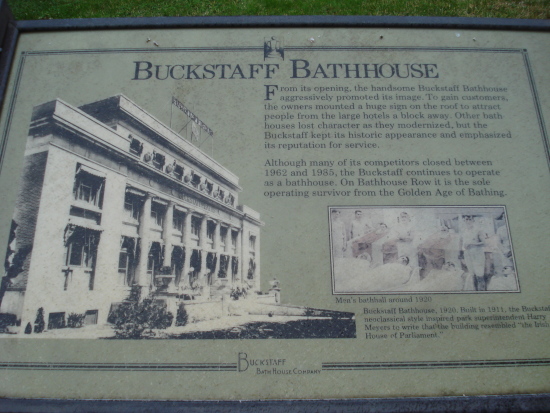 BUCKSTAFF BATHHOUSE
From its opening, the handsome Buckstaff Bathhouse
aggressively promoted its image. To gain customers,
the owners mounted a huge sign on the roof to attract
people from the large hotels a block away. Other bath
houses lost character as they modernized, but the
Buckstaff kept its historic appearance and emphasized
its reputation for service.
Although many of its competitors closed between
1962 and 1985, the Buckstaff continues to operate
as a bathhouse. On Bathhouse Row it is the sole
operating survivor from the Golden Age of Bathing.
Men's bathhall around 1920
Buckstaff Bathhouse, 1920. Built in 1911, the Buckstaff
neoclassical style inspired park superintendent Harry
Meyers to write that the building resembled "the
House of Parliament."
BUCKSTAFF
BATH HOUSE COMPANY